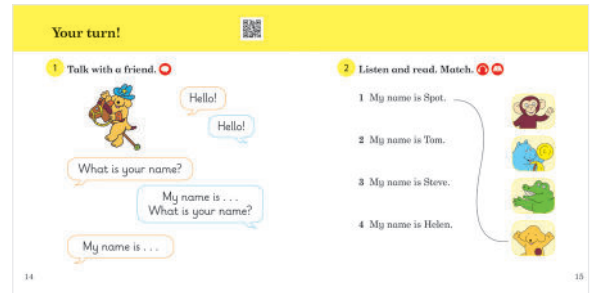 Your turn!
1 Talk with a friend.
Hello!
Hello!
What is your name?
My name is . . .
What is your name?
My name is . . .
14
2 Listen and read. Match.
1 My name is Spot.
2 My name is Tom.
3 My name is Steve.
4 My name is Helen.
15